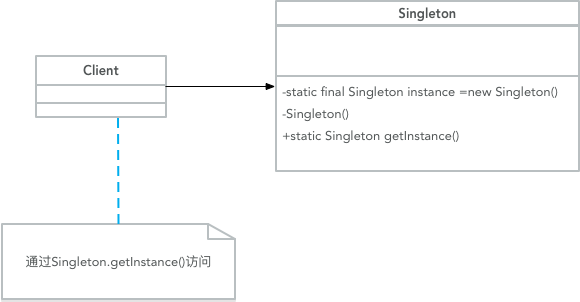 Singleton
Client
-static final Singleton instance =new Singleton()
-Singleton()
+static Singleton getInstance()
通过Singleton.getInstance()访问